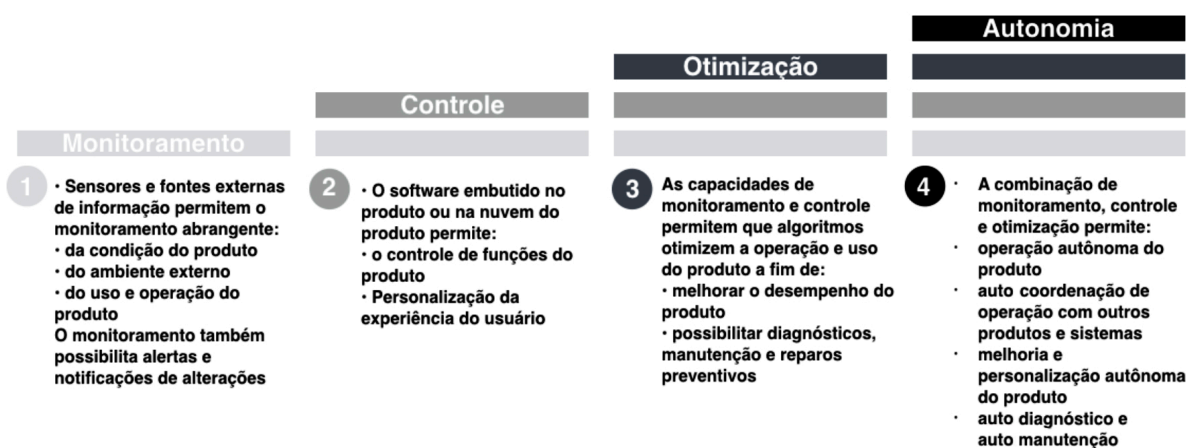 Monitoramento
1
· Sensores e fontes externas
de informação permitem o
monitoramento abrangente:
· da condição do produto
· do ambiente externo
· do uso e operação do
produto
O monitoramento também
possibilita alertas e
notificações de alterações
Controle
2
· O software embutido no
produto ou na nuvem do
produto permite:
· o controle de funções do
produto
· Personalização da
experiência do usuário
Otimização
3
As capacidades de
monitoramento e controle
permitem que algoritmos
otimizem a operação e uso
do produto a fim de:
· melhorar o desempenho do
produto
· possibilitar diagnósticos,
manutenção e reparos
preventivos
Autonomia
4
· A combinação de
monitoramento, controle
e otimização permite:
· operação autônoma do
produto
· auto coordenação de
operação com outros
produtos e sistemas
· melhoria e
personalização autônoma
do produto
· auto diagnóstico e
auto manutenção